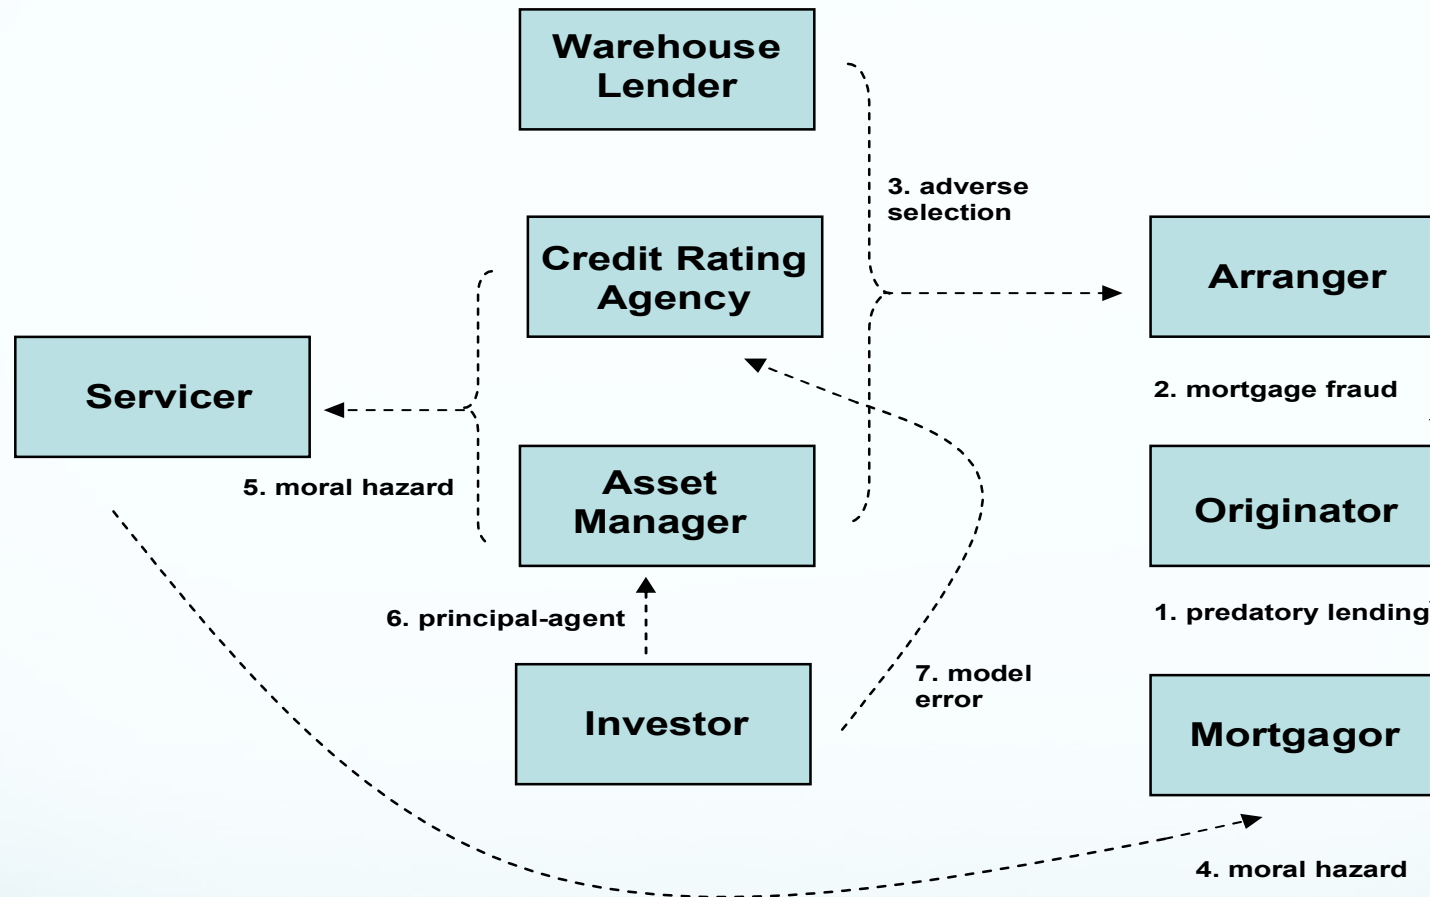 Warehouse
Lender
3. adverse
selection
Credit Rating
Agency
Arranger
Servicer
2. mortgage fraud
5. moral hazard
Asset
Manager
Originator
6. principal-agent
1. predatory lending
7. model
error
Investor
Mortgagor
4. moral hazard